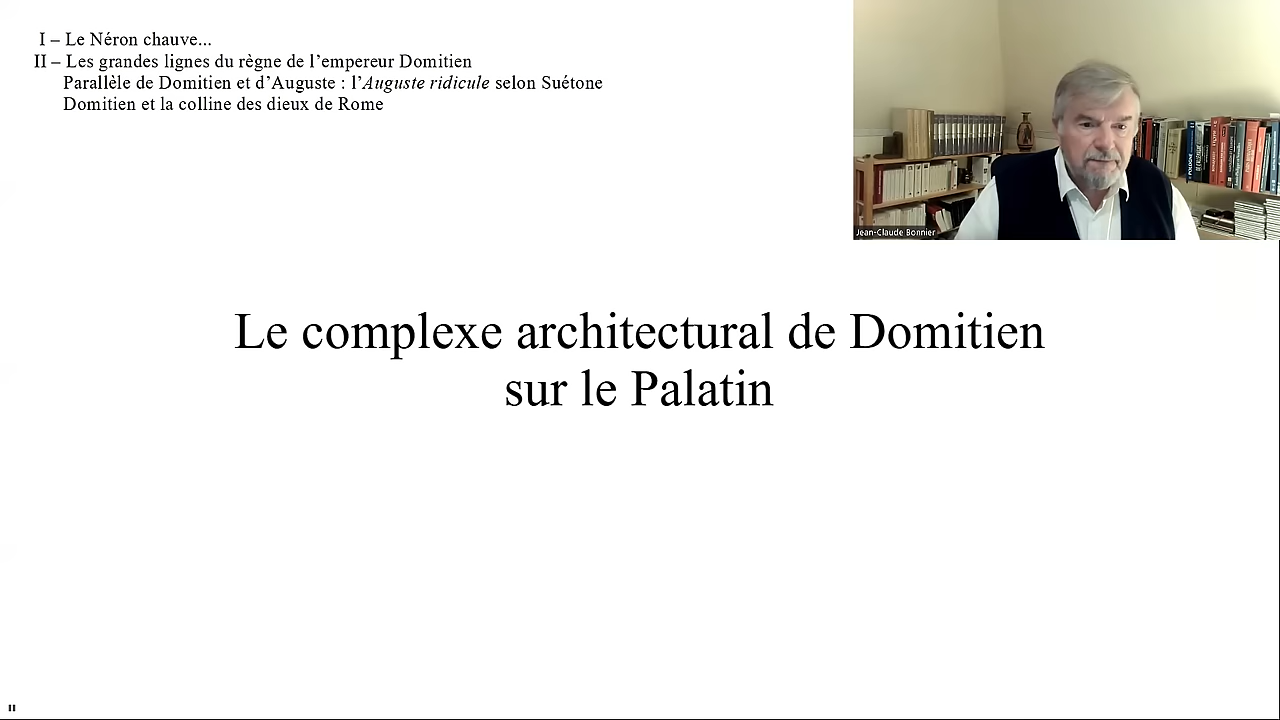 I – Le Néron chauve...
II – Les grandes lignes du règne de l’empereur Domitien
Parallèle de Domitien et d’Auguste : l’Auguste ridicule selon Suétone
Domitien et la colline des dieux de Rome
Jean-Claude Bonnier
Le complexe architectural de Domitien
sur le Palatin